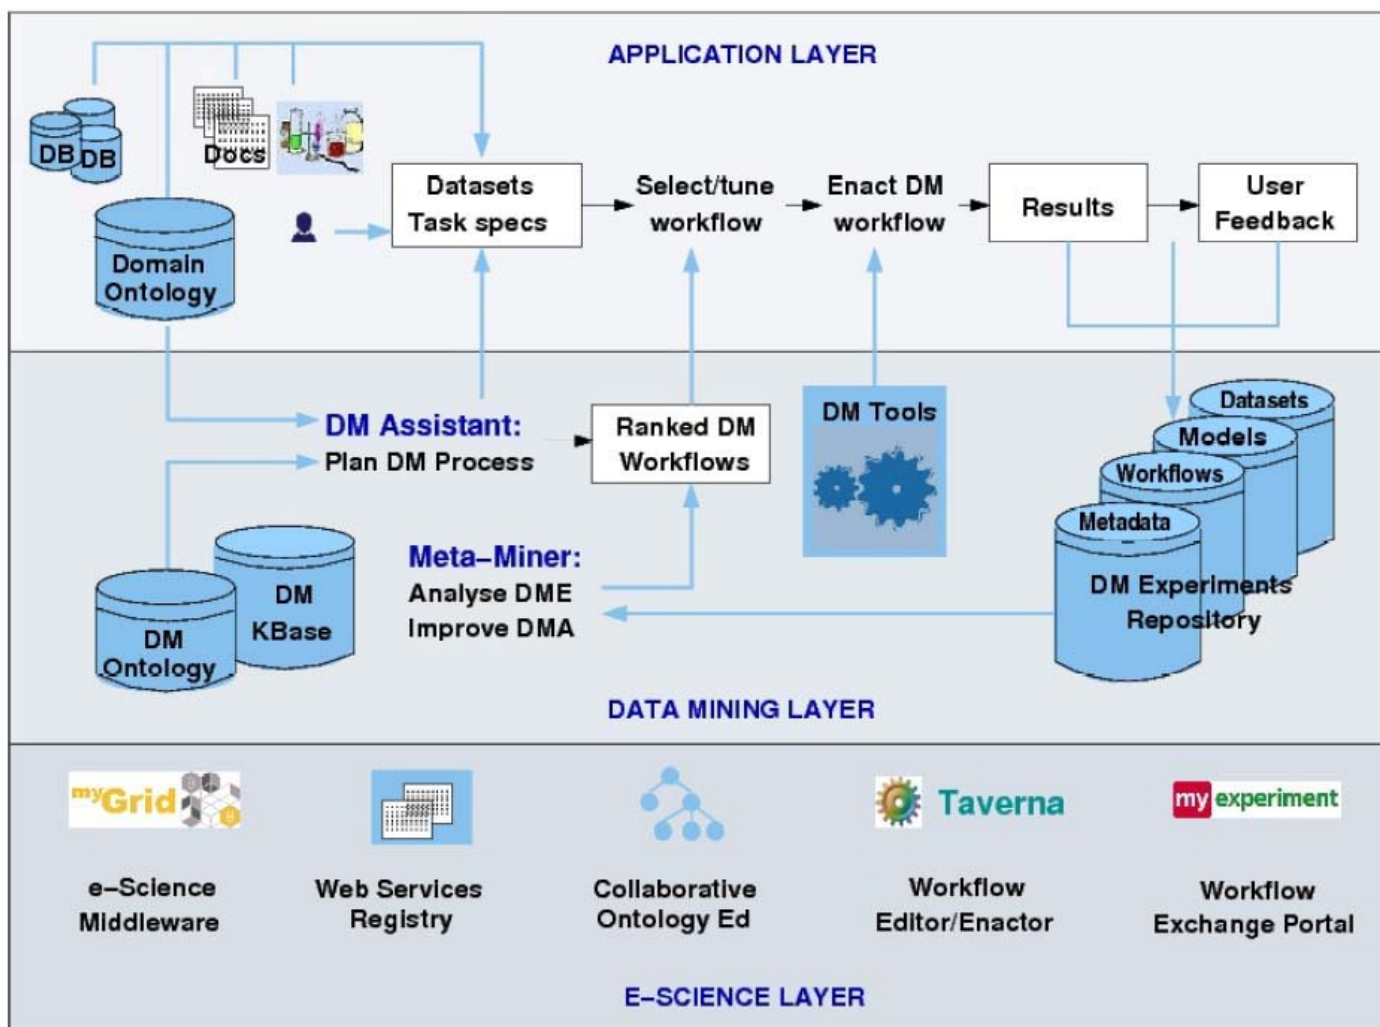 APPLICATION LAYER
DB
DB
Docs
Domain
Ontology
Datasets
Task specs
Select/tune
workflow
Enact DM
workflow
Results
User
Feedback
DM Assistant:
Plan DM Process
Ranked DM
Workflows
DM Tools
Datasets
Models
Workflows
Metadata
DM Experiments
Repository
Meta–Miner:
Analyse DME
Improve DMA
DM
KBase
DM
Ontology
DATA MINING LAYER
myGrid
Taverna
my experiment
e–Science
Middleware
Web Services
Registry
Collaborative
Ontology Ed
Workflow
Editor/Enactor
Workflow
Exchange Portal
E–SCIENCE LAYER